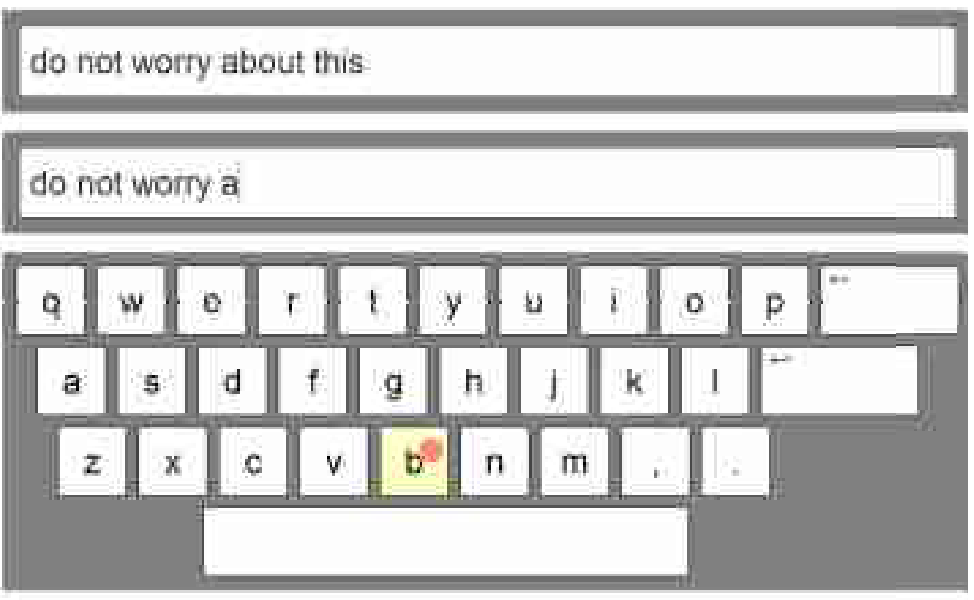 do not worry about this
do not worry a
q w e r t y u i o p
a s d f g h j k l
z x c v b n m , .